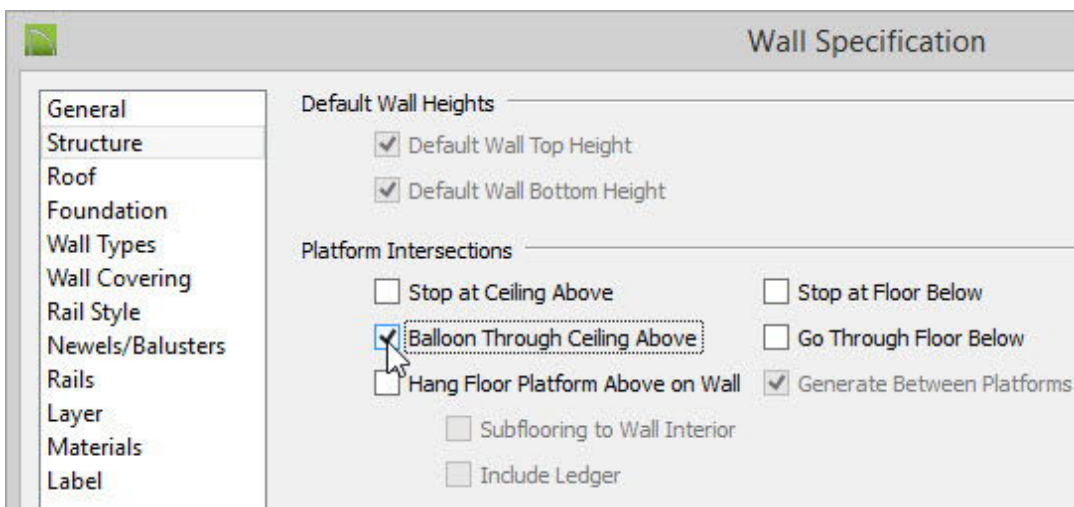 Wall Specification
General
Structure
Roof
Foundation
Wall Types
Wall Covering
Rail Style
Newels/Balusters
Rails
Layer
Materials
Label
Default Wall Heights
Default Wall Top Height
Default Wall Bottom Height
Platform Intersections
Stop at Ceiling Above
Stop at Floor Below
Balloon Through Ceiling Above
Go Through Floor Below
Hang Floor Platform Above on Wall
Generate Between Platforms
Subflooring to Wall Interior
Include Ledger